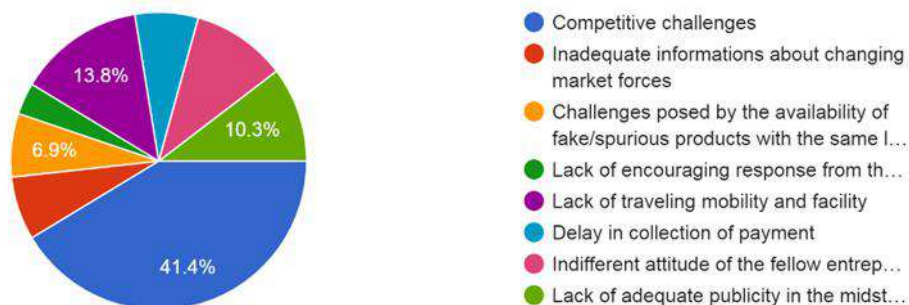 13.8%
6.9%
10.3%
41.4%
Competitive challenges
Inadequate informations about changing
market forces
Challenges posed by the availability of
fake/spurious products with the same l…
Lack of encouraging response from th…
Lack of traveling mobility and facility
Delay in collection of payment
Indifferent attitude of the fellow entrep…
Lack of adequate publicity in the midst…